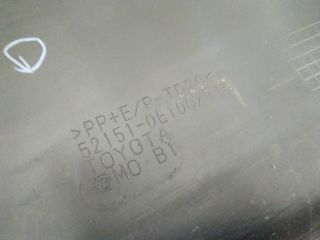 >PP+E/P-TD20<
52151-0E100/
TOYOTA
MO-B1